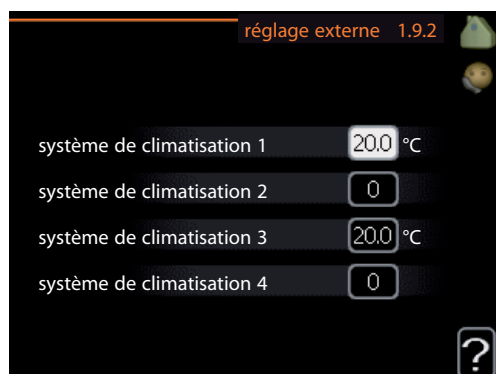 réglage externe 1.9.2
système de climatisation 1 20.0 °C
système de climatisation 2 0
système de climatisation 3 20.0 °C
système de climatisation 4 0
?